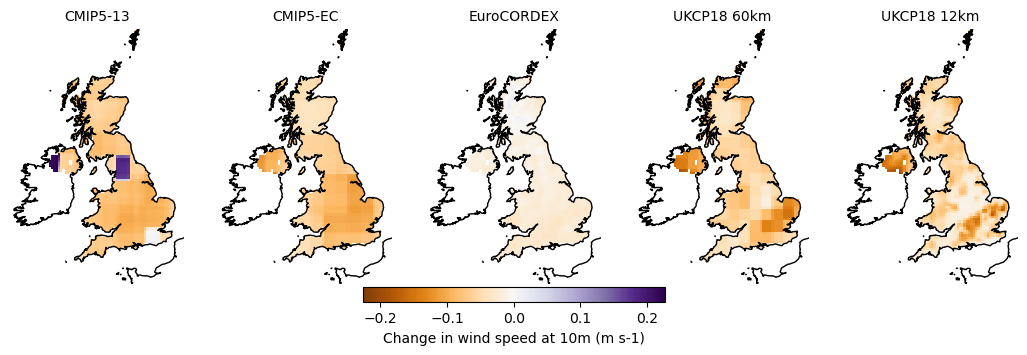 CMIP5-13
CMIP5-EC
EuroCORDEX
UKCP18 60km
UKCP18 12km
−0.2
−0.1
0.0
0.1
0.2
Change in wind speed at 10m (m s-1)